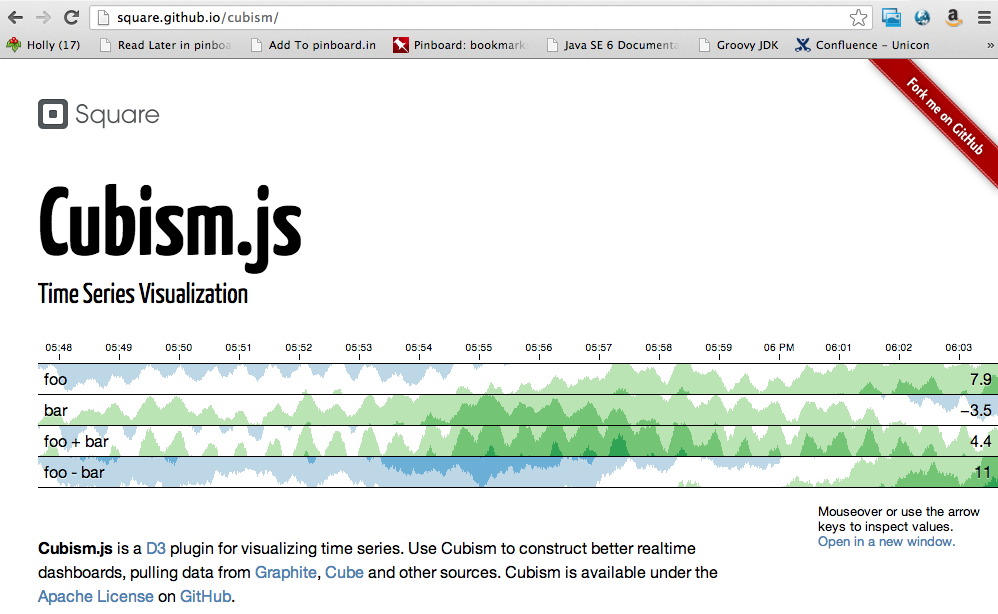 square.github.io/cubism/
Holly (17) Read Later in pinboa Add To pinboard.in Pinboard: bookmark Java SE 6 Documenta Groovy JDK Confluence – Unicon »
Fork me on GitHub
Square
Cubism.js
Time Series Visualization
05:48 05:49 05:50 05:51 05:52 05:53 05:54 05:55 05:56 05:57 05:58 05:59 06 PM 06:01 06:02 06:03
foo 7.9
bar −3.5
foo + bar 4.4
foo - bar 11
Mouseover or use the arrow
keys to inspect values.
Open in a new window.
Cubism.js is a D3 plugin for visualizing time series. Use Cubism to construct better realtime
dashboards, pulling data from Graphite, Cube and other sources. Cubism is available under the
Apache License on GitHub.